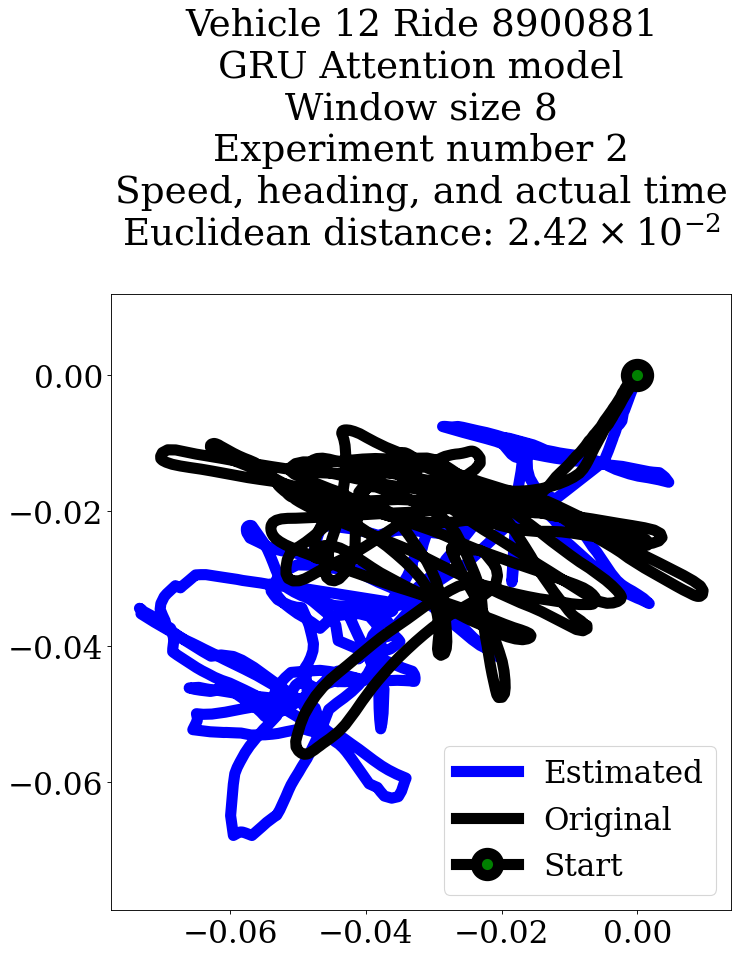 Vehicle 12 Ride 8900881
GRU Attention model
Window size 8
Experiment number 2
Speed, heading, and actual time
Euclidean distance: 2.42 × 10⁻²
0.00
−0.02
−0.04
−0.06
Estimated
Original
Start
−0.06 −0.04 −0.02 0.00